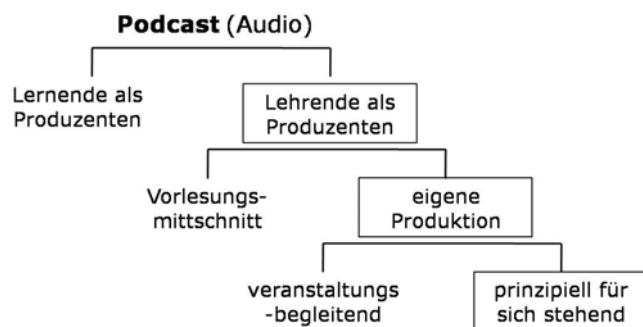 Podcast (Audio)
Lernende als
Produzenten
Lehrende als
Produzenten
Vorlesungs-
mittschnitt
eigene
Produktion
veranstaltungs
-begleitend
prinzipiell für
sich stehend